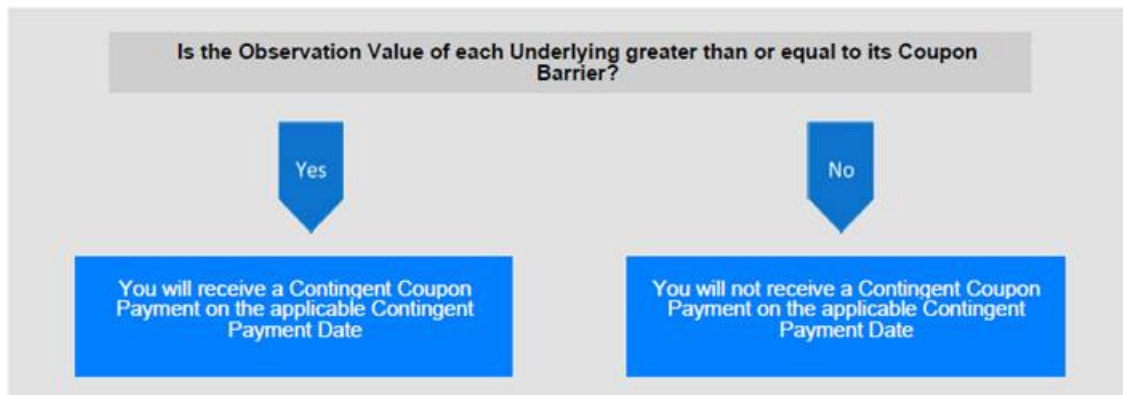 Is the Observation Value of each Underlying greater than or equal to its Coupon
Barrier?
Yes
No
You will receive a Contingent Coupon
Payment on the applicable Contingent
Payment Date
You will not receive a Contingent Coupon
Payment on the applicable Contingent
Payment Date